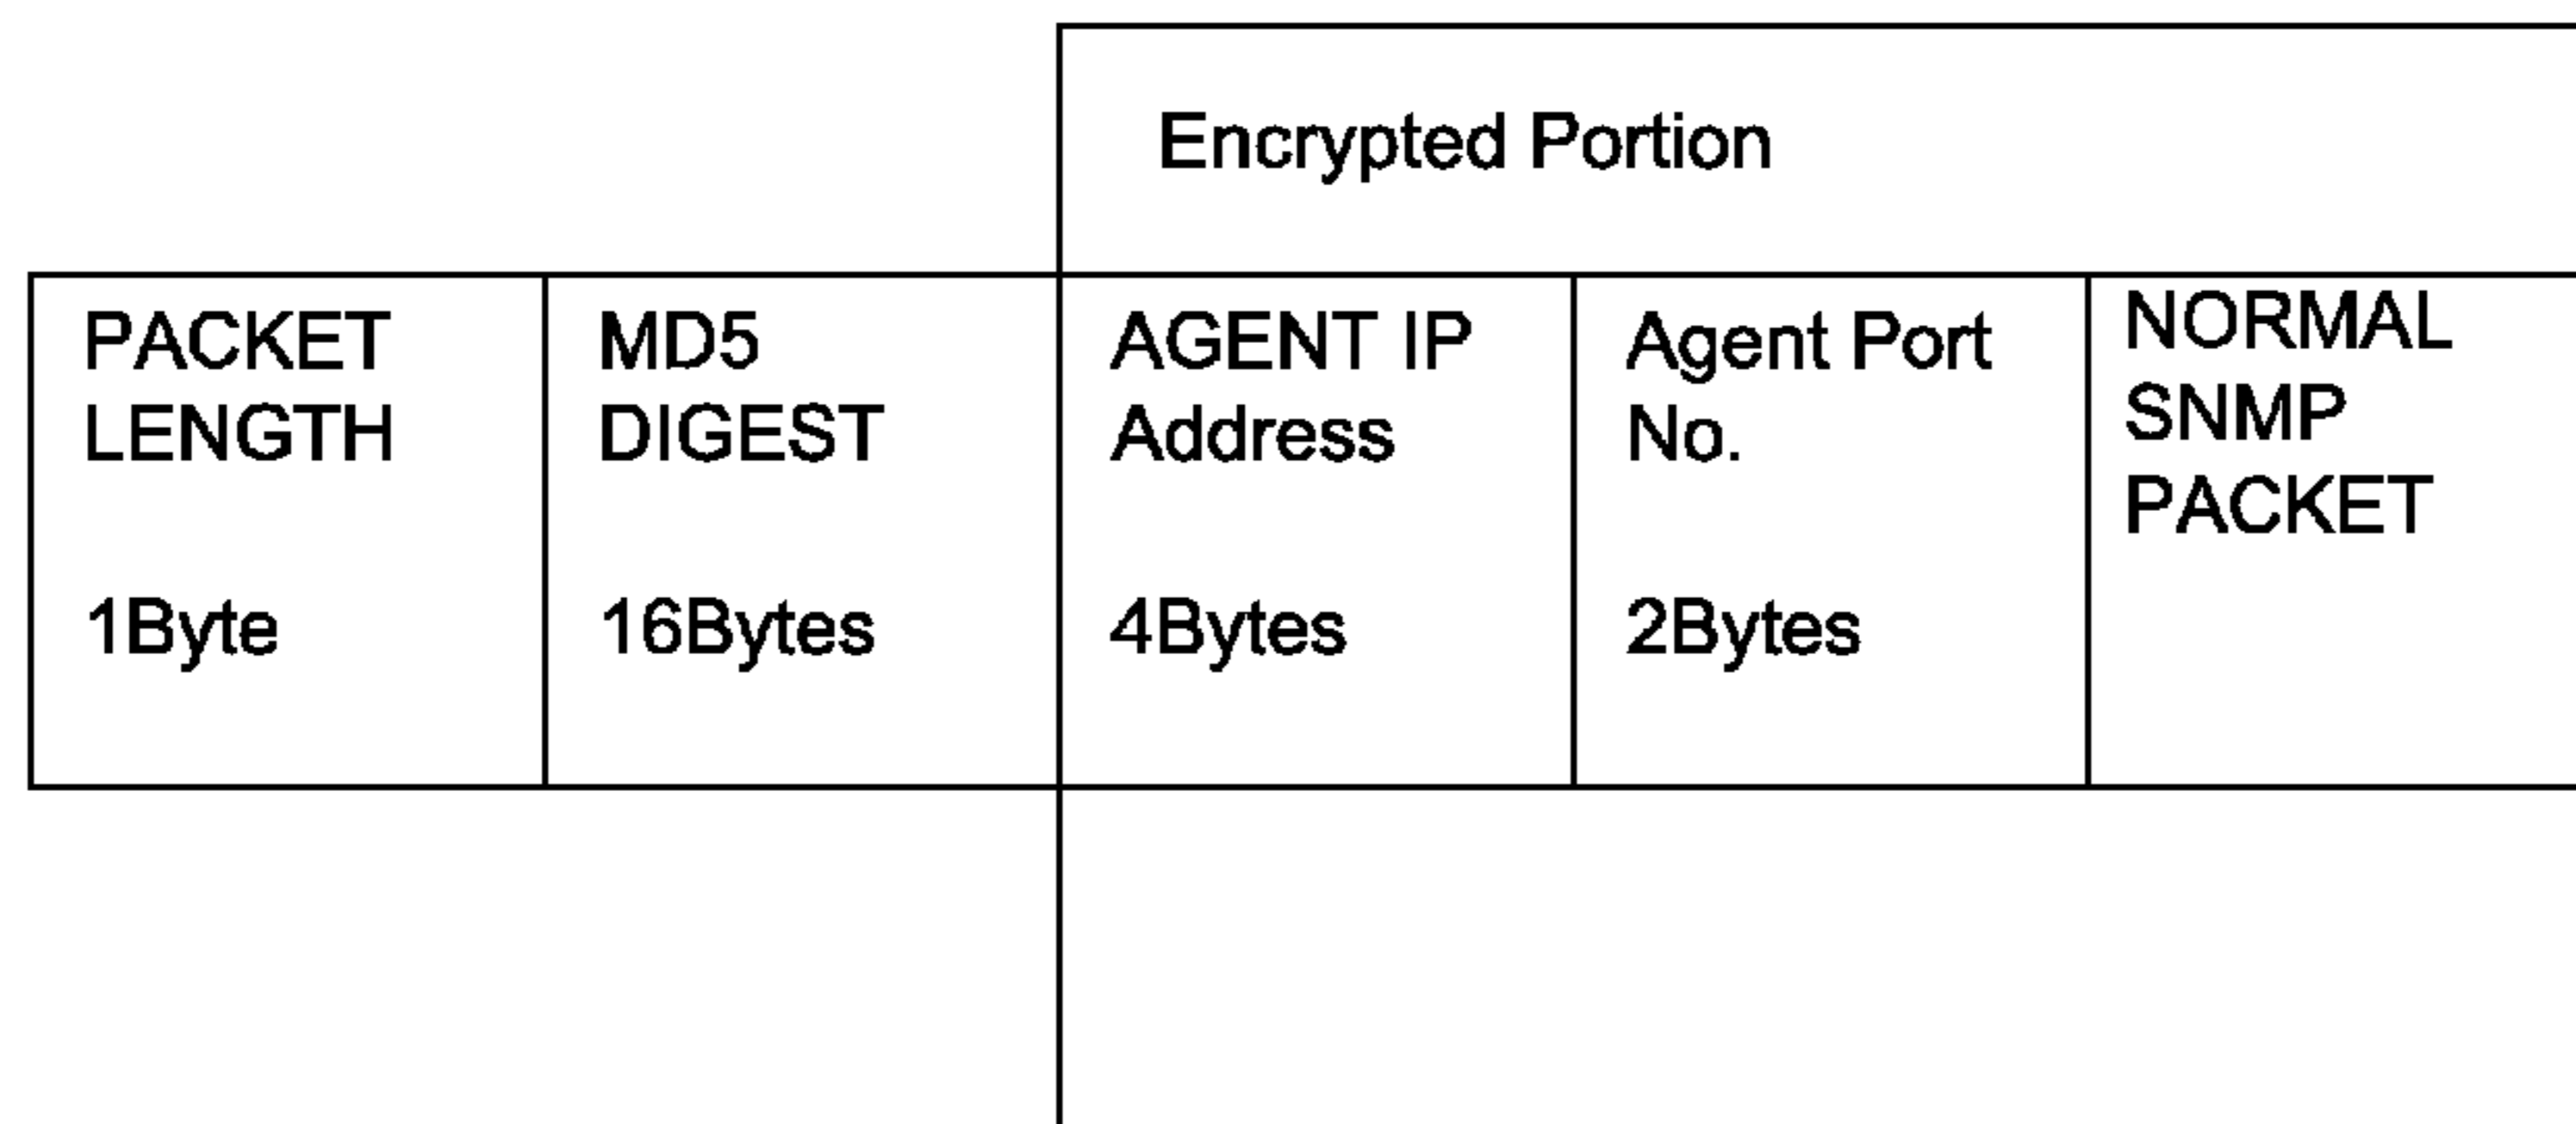 Encrypted Portion
PACKET
LENGTH
1Byte
MD5
DIGEST
16Bytes
AGENT IP
Address
4Bytes
Agent Port
No.
2Bytes
NORMAL
SNMP
PACKET